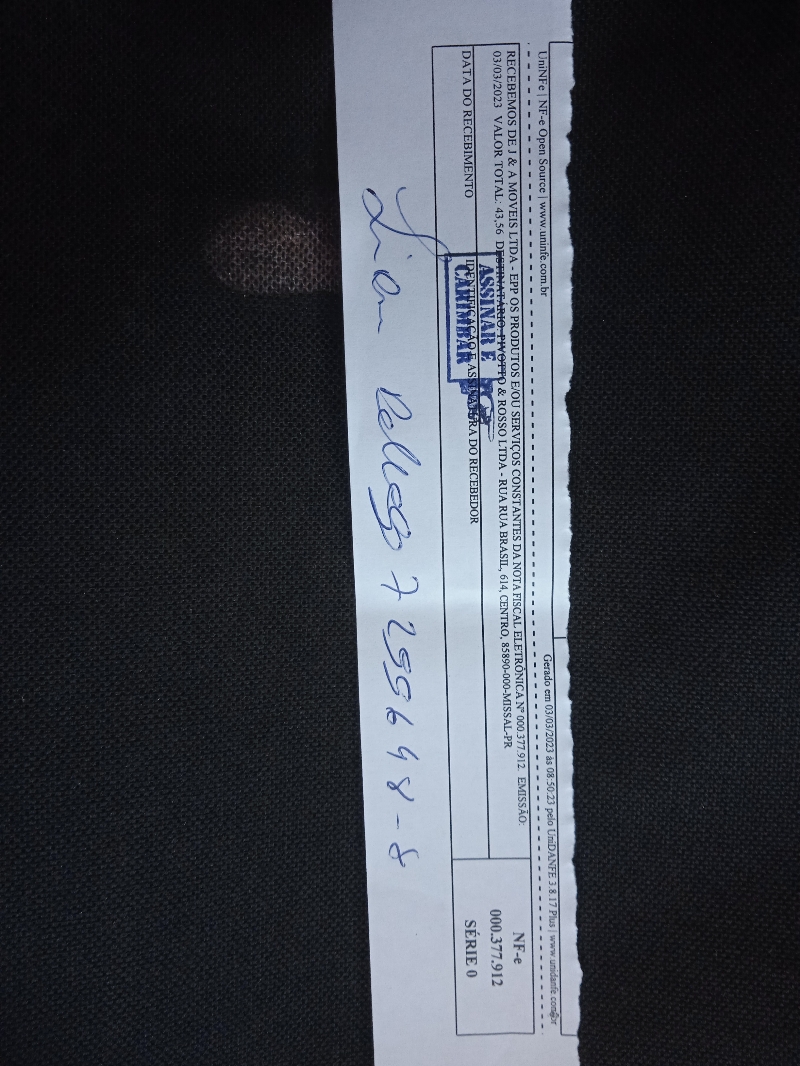 UniNFe | NF-e Open Source | www.uninfe.com.br
Gerado em 03/03/2023 às 08:50:23 pelo UniDANFE 3.8.17 Plus | www.unidanfe.com.br
RECEBEMOS DE J & A MOVEIS LTDA - EPP OS PRODUTOS E/OU SERVIÇOS CONSTANTES DA NOTA FISCAL ELETRÔNICA Nº 000.377.912 EMISSÃO:
03/03/2023 VALOR TOTAL: 43,56 DESTINATÁRIO: PIVOTTO & ROSSO LTDA - RUA RUA BRASIL, 614, CENTRO, 85890-000-MISSAL-PR
DATA DO RECEBIMENTO
IDENTIFICAÇÃO E ASSINATURA DO RECEBEDOR
ASSINAR E
CARIMBAR
NF-e
000.377.912
SÉRIE 0
7299648-8